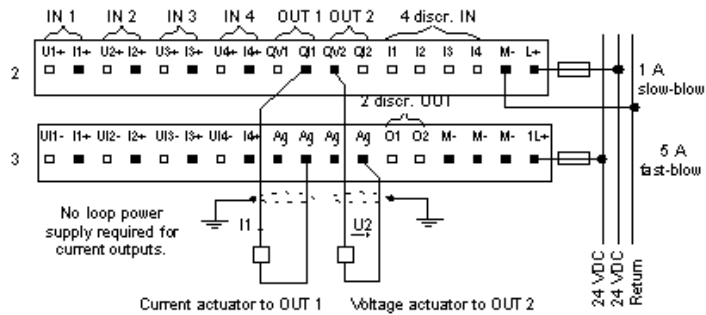 IN 1 IN 2 IN 3 IN 4 OUT 1 OUT 2 4 discr. IN
U1+ I1+ U2+ I2+ U3+ I3+ U4+ I4+ QV1 QI1 QV2 QI2 I1 I2 I3 I4 M- L+
2
1 A
slow-blow
2 discr. OUT
UI1- I1+ UI2- I2+ UI3- I3+ UI4- I4+ Ag Ag Ag Ag O1 O2 M- M- M- 1L+
3
5 A
fast-blow
No loop power
supply required for
current outputs.
I1
U2
24 VDC
24 VDC
Return
Current actuator to OUT 1 Voltage actuator to OUT 2